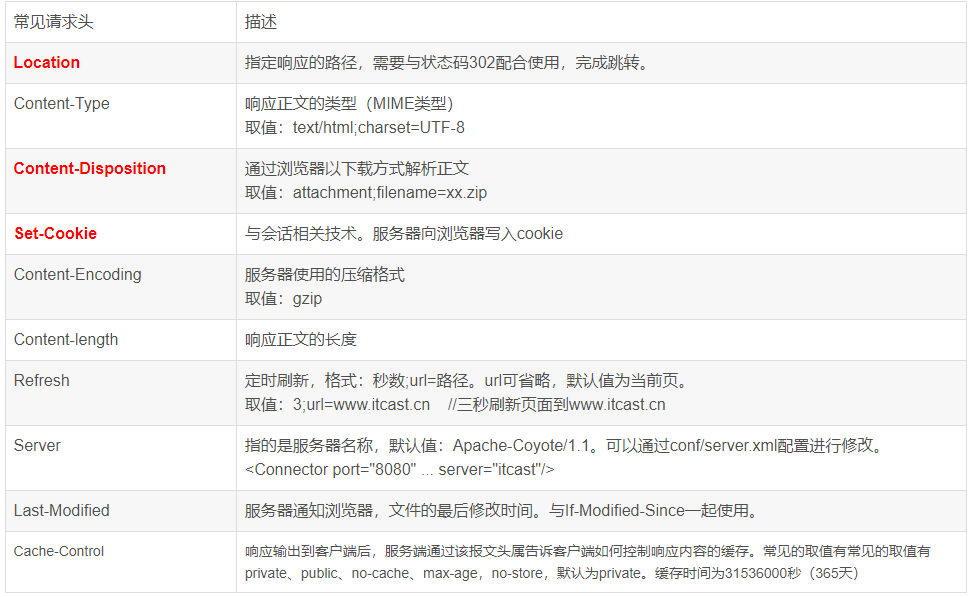 常见请求头 描述
Location 指定响应的路径，需要与状态码302配合使用，完成跳转。
Content-Type 响应正文的类型（MIME类型）
取值：text/html;charset=UTF-8
Content-Disposition 通过浏览器以下载方式解析正文
取值：attachment;filename=xx.zip
Set-Cookie 与会话相关技术。服务器向浏览器写入cookie
Content-Encoding 服务器使用的压缩格式
取值：gzip
Content-length 响应正文的长度
Refresh 定时刷新，格式：秒数;url=路径。url可省略，默认值为当前页。
取值：3;url=www.itcast.cn //三秒刷新页面到www.itcast.cn
Server 指的是服务器名称，默认值：Apache-Coyote/1.1。可以通过conf/server.xml配置进行修改。
<Connector port="8080" ... server="itcast"/>
Last-Modified 服务器通知浏览器，文件的最后修改时间。与If-Modified-Since一起使用。
Cache-Control 响应输出到客户端后，服务端通过该报文头属告诉客户端如何控制响应内容的缓存。常见的取值有常见的取值有
private、public、no-cache、max-age，no-store，默认为private。缓存时间为31536000秒（365天）